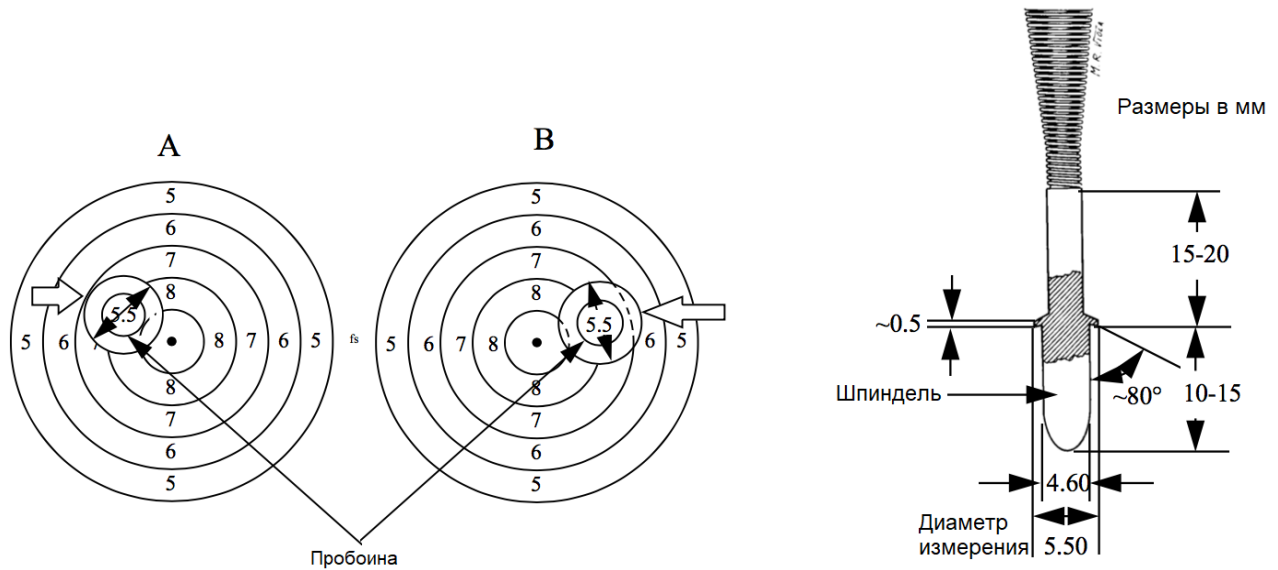 A
5
6
7
8
5 6 7 5.5 8 7 6 5
8
7
6
5
fs
B
5
6
7
8
5 6 7 8 5.5 6 5
8
7
6
5
Пробоина
M.R. Viola
Размеры в мм
15-20
~0.5
Шпиндель
~80°
10-15
4.60
Диаметр
измерения
5.50